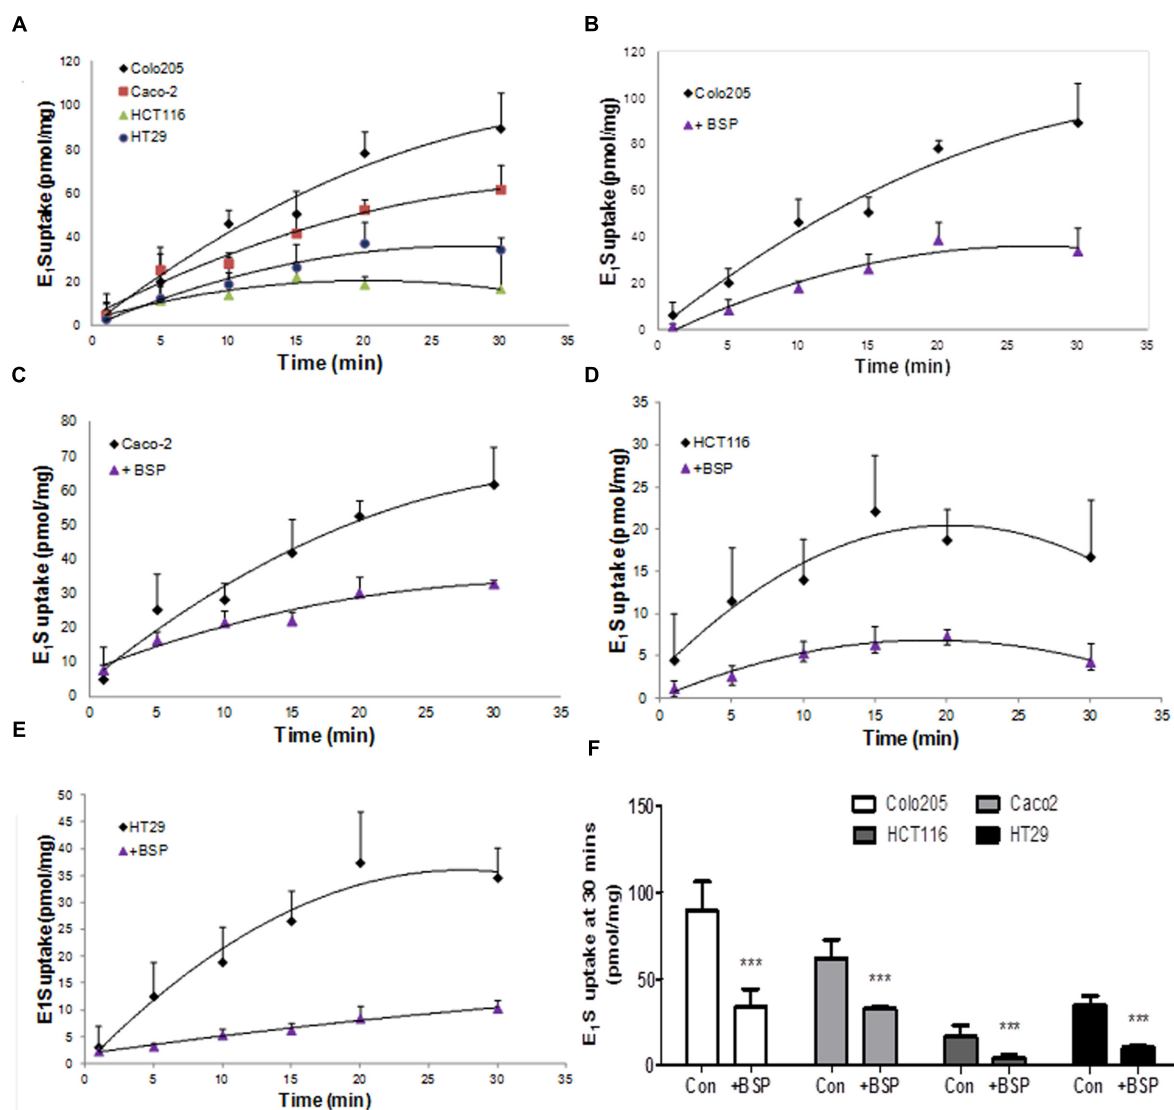 A
E1S uptake (pmol/mg)
120
100
80
60
40
20
0
Colo205
Caco-2
HCT116
HT29
0 5 10 15 20 25 30 35
Time (min)
B
E1S uptake (pmol/mg)
120
100
80
60
40
20
0
Colo205
+ BSP
0 5 10 15 20 25 30 35
Time (min)
C
E1S uptake (pmol/mg)
80
70
60
50
40
30
20
10
0
Caco-2
+ BSP
0 5 10 15 20 25 30 35
Time (min)
D
E1S uptake (pmol/mg)
35
30
25
20
15
10
5
0
HCT116
+BSP
0 5 10 15 20 25 30 35
Time (min)
E
E1S uptake (pmol/mg)
50
45
40
35
30
25
20
15
10
5
0
HT29
+BSP
0 5 10 15 20 25 30 35
Time (min)
F
E1S uptake at 30 mins
(pmol/mg)
150
100
50
0
Colo205 Caco2
HCT116 HT29
*** *** *** ***
Con +BSP Con +BSP Con +BSP Con +BSP